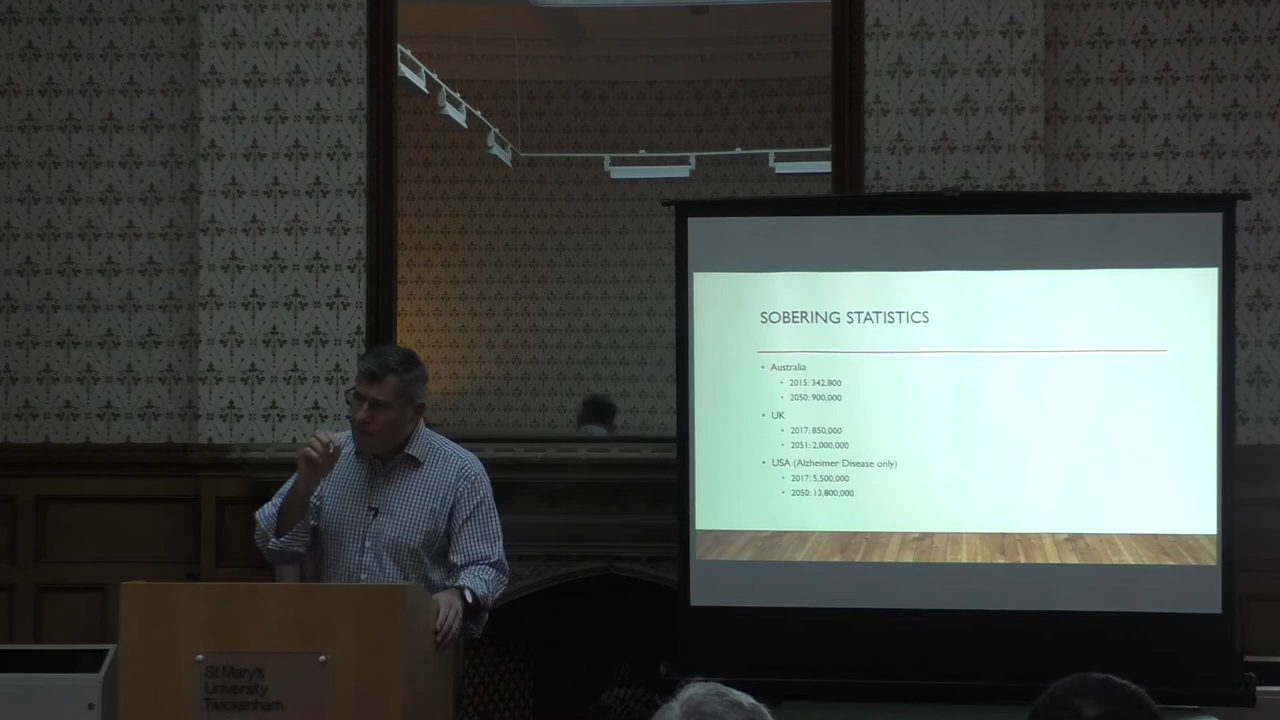 SOBERING STATISTICS
• Australia
• 2015: 342,800
• 2050: 900,000
• UK
• 2017: 850,000
• 2051: 2,000,000
• USA (Alzheimer Disease only)
• 2017: 5,500,000
• 2050: 13,800,000
St Mary's
University
Twickenham